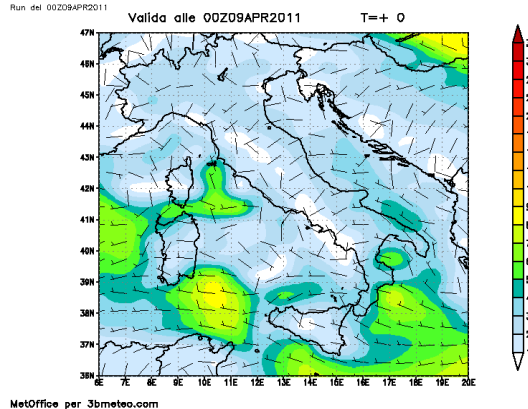 Run del 00Z09APR2011
Valida alle 00Z09APR2011 T=+ 0
47N
46N
45N
44N
43N
42N
41N
40N
39N
38N
37N
36N
6E 7E 8E 9E 10E 11E 12E 13E 14E 15E 16E 17E 18E 19E 20E
MetOffice per 3bmeteo.com